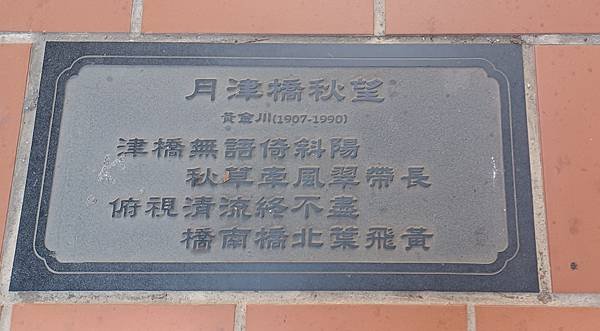 月津橋秋望
黃金川(1907-1990)
津橋無語倚斜陽
秋草牽風翠帶長
俯視清流終不盡
橋南橋北葉飛黃